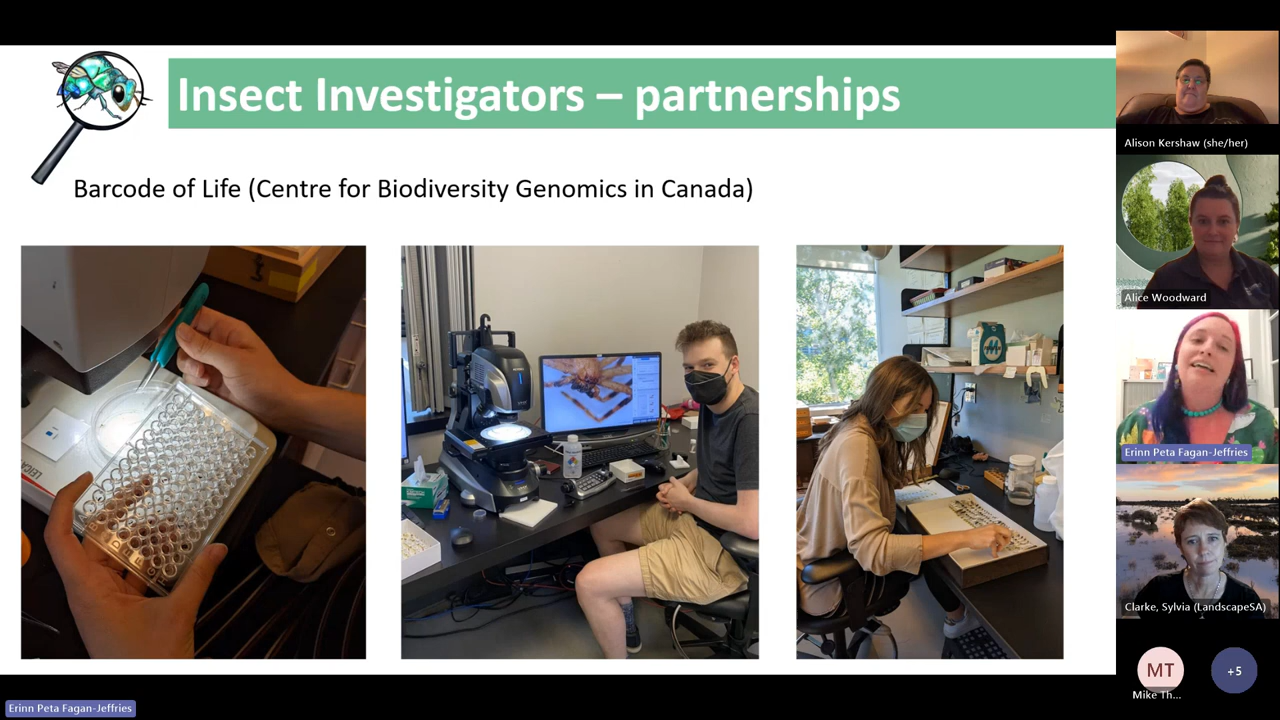 Insect Investigators – partnerships
Barcode of Life (Centre for Biodiversity Genomics in Canada)
Alison Kershaw (she/her)
Alice Woodward
Erinn Peta Fagan-Jeffries
Clarke, Sylvia (LandscapeSA)
MT
+5
Mike Th...
Erinn Peta Fagan-Jeffries